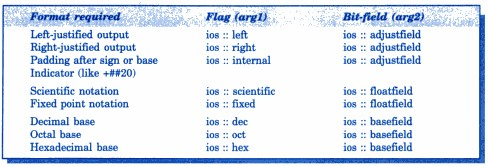 Format required Flag (arg1) Bit-field (arg2)
Left-justified output ios :: left ios :: adjustfield
Right-justified output ios :: right ios :: adjustfield
Padding after sign or base ios :: internal ios :: adjustfield
Indicator (like +##20)
Scientific notation ios :: scientific ios :: floatfield
Fixed point notation ios :: fixed ios :: floatfield
Decimal base ios :: dec ios :: basefield
Octal base ios :: oct ios :: basefield
Hexadecimal base ios :: hex ios :: basefield